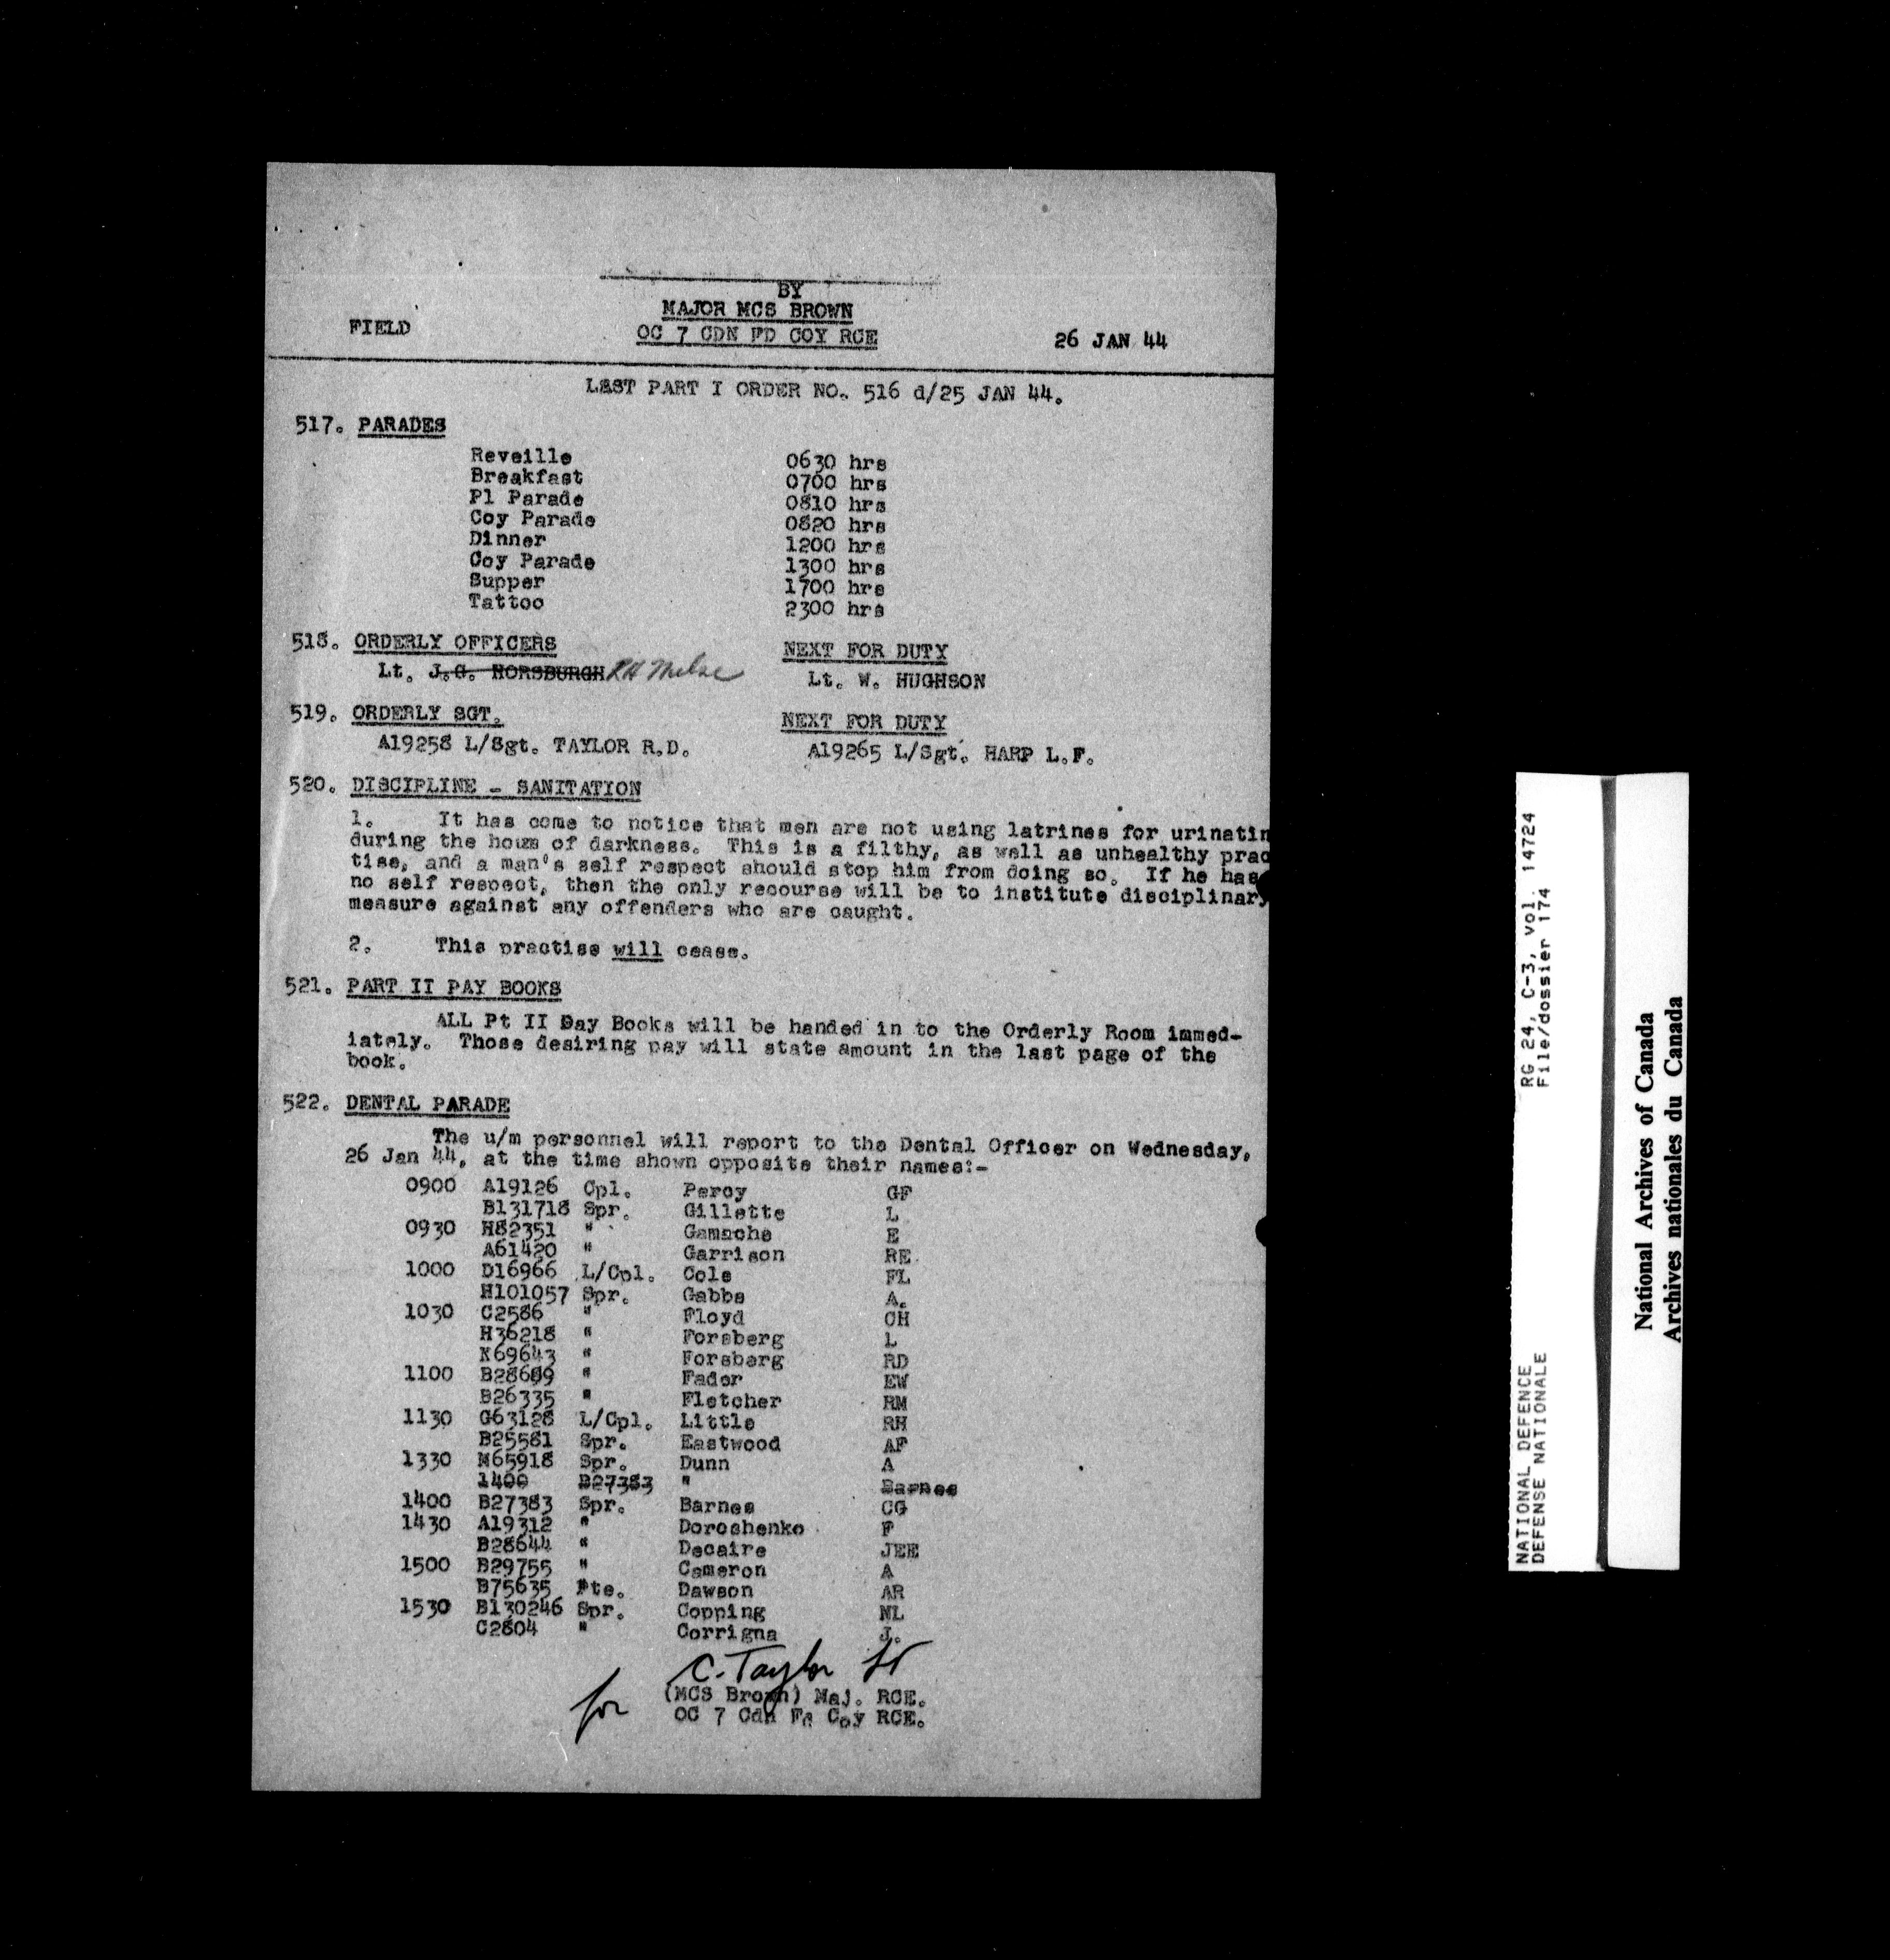 BY
MAJOR MCS BROWN
FIELD OC 7 CDN FD COY RCE 26 JAN 44
LAST PART I ORDER NO. 516 d/25 JAN 44.
517. PARADES
Reveille 0630 hrs
Breakfast 0700 hrs
Pl Parade 0810 hrs
Coy Parade 0820 hrs
Dinner 1200 hrs
Coy Parade 1300 hrs
Supper 1700 hrs
Tattoo 2300 hrs
518. ORDERLY OFFICERS NEXT FOR DUTY
Lt. J.G. HORSBURGH RH Lt. W. HUGHSON
519. ORDERLY SGT. NEXT FOR DUTY
A19258 L/Sgt. TAYLOR R.D. A19265 L/Sgt. HARP L.F.
520. DISCIPLINE - SANITATION
1. It has come to notice that men are not using latrines for urinatin
during the hours of darkness. This is a filthy, as well as unhealthy prac
tise, and a man's self respect should stop him from doing so. If he has
no self respect, then the only recourse will be to institute disciplinary
measure against any offenders who are caught.
2. This practise will cease.
521. PART II PAY BOOKS
ALL Pt II Day Books will be handed in to the Orderly Room immed-
iately. Those desiring pay will state amount in the last page of the
book.
522. DENTAL PARADE
The u/m personnel will report to the Dental Officer on Wednesday,
26 Jan 44, at the time shown opposite their names:-
0900 A19126 Cpl. Percy GF
B131718 Spr. Gillette L
0930 H82351 " Gamache E
A61420 " Garrison RE
1000 D16966 L/Cpl. Cole FL
H101057 Spr. Gabbs A.
1030 C2586 " Floyd CH
H36218 " Forsberg L
K69643 " Forsberg RD
1100 B28689 " Fader EW
B26335 " Fletcher RM
1130 G63128 L/Cpl. Little RH
B25581 Spr. Eastwood AF
1330 M65918 Spr. Dunn A
1400 B27383 " Barnes
1400 B27383 Spr. Barnes CG
1430 A19312 " Doroshenko F
B28644 " Decaire JEE
1500 B29755 " Cameron A
B75635 Pte. Dawson AR
1530 B130246 Spr. Copping NL
C2804 " Corrigna J.
C. Taylor Lt
for (MCS Brown) Maj. RCE.
OC 7 Cdn Fd Coy RCE.
RG 24, C-3, vol. 14724
File/dossier 174
NATIONAL DEFENCE
DEFENSE NATIONALE
National Archives of Canada
Archives nationales du Canada